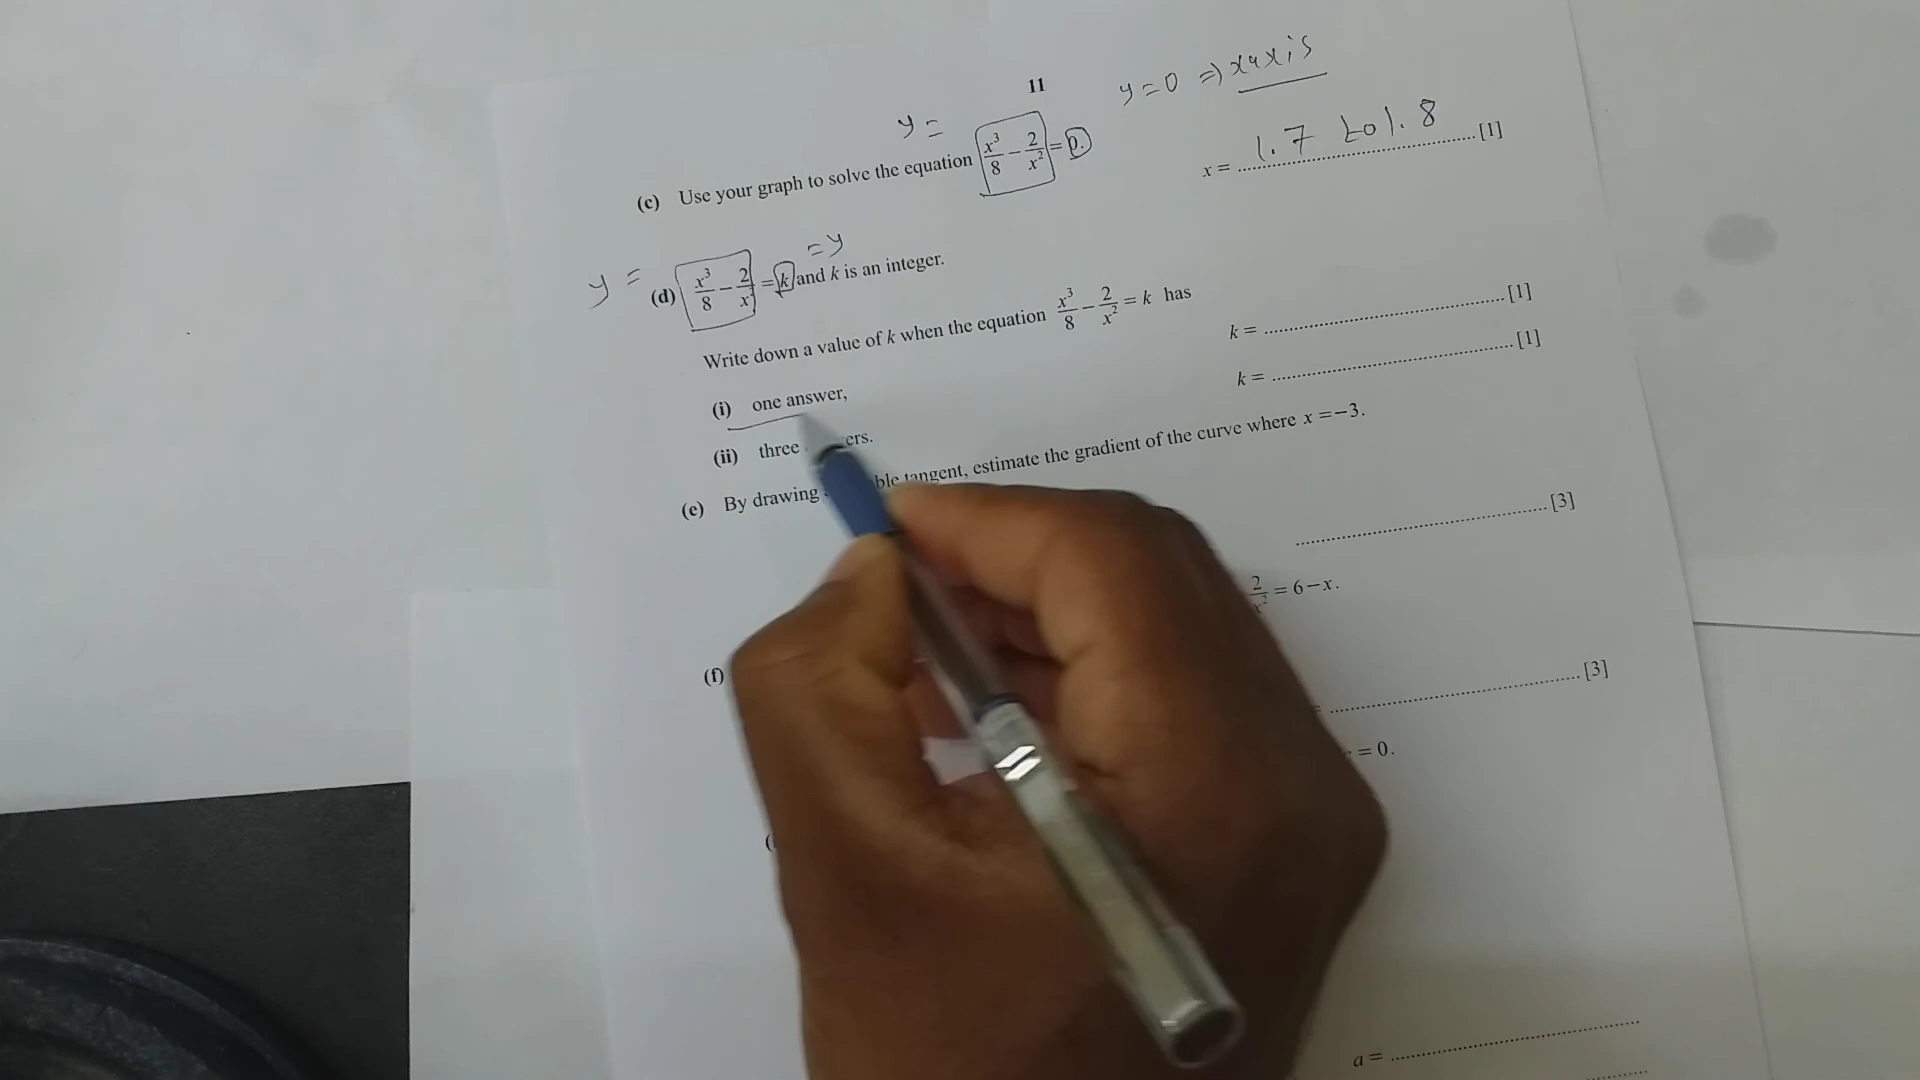 11
y = 0 ⇒ xaxis
y =
(c) Use your graph to solve the equation x³/8 − 2/x² = 0.
x = 1.7 to 1.8 [1]
y = = y
(d) x³/8 − 2/x² = k and k is an integer.
Write down a value of k when the equation x³/8 − 2/x² = k has
(i) one answer,
k = [1]
(ii) three
k = [1]
(e) By drawing tangent, estimate the gradient of the curve where x = −3.
[3]
(f) 2/x² = 6 − x.
[3]
= 0.
a =